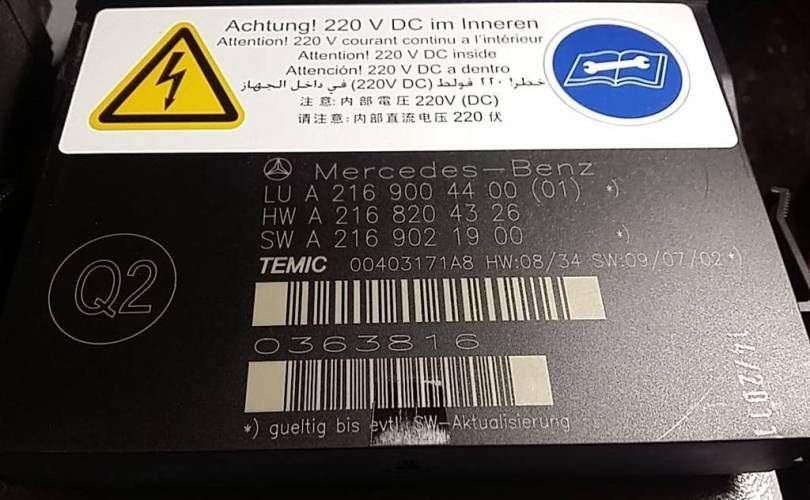 Achtung! 220 V DC im Inneren
Attention! 220 V courant continu a l'intérieur
Attention! 220 V DC inside
Attención! 220 V DC a dentro
خطر! ٢٢٠ فولط (220V DC) في داخل الجهاز
注 意: 内 部 電 圧 220V (DC)
请 注意: 内部 直流 电压 220 伏
Mercedes-Benz
LU A 216 900 44 00 (01) *)
HW A 216 820 43 26
SW A 216 902 19 00 *)
TEMIC 00403171A8 HW:08/34 SW:09/07/02*)
Q2
0363816
*) gueltig bis evtl. SW-Aktualisierung